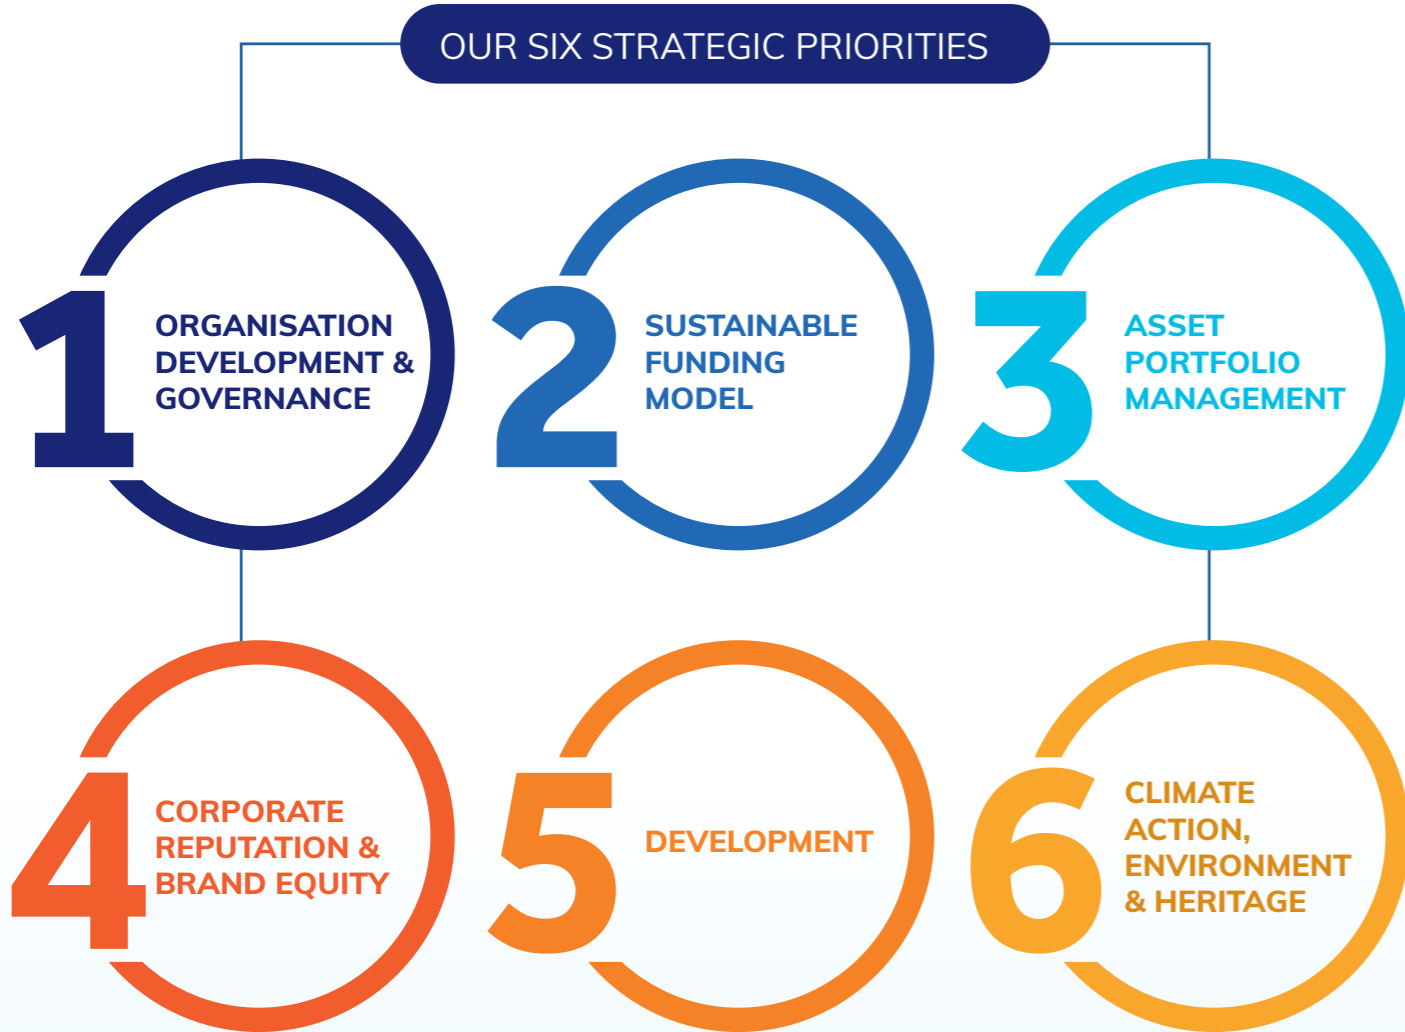 OUR SIX STRATEGIC PRIORITIES
1
ORGANISATION
DEVELOPMENT &
GOVERNANCE
2
SUSTAINABLE
FUNDING
MODEL
3
ASSET
PORTFOLIO
MANAGEMENT
4
CORPORATE
REPUTATION &
BRAND EQUITY
5
DEVELOPMENT
6
CLIMATE
ACTION,
ENVIRONMENT
& HERITAGE